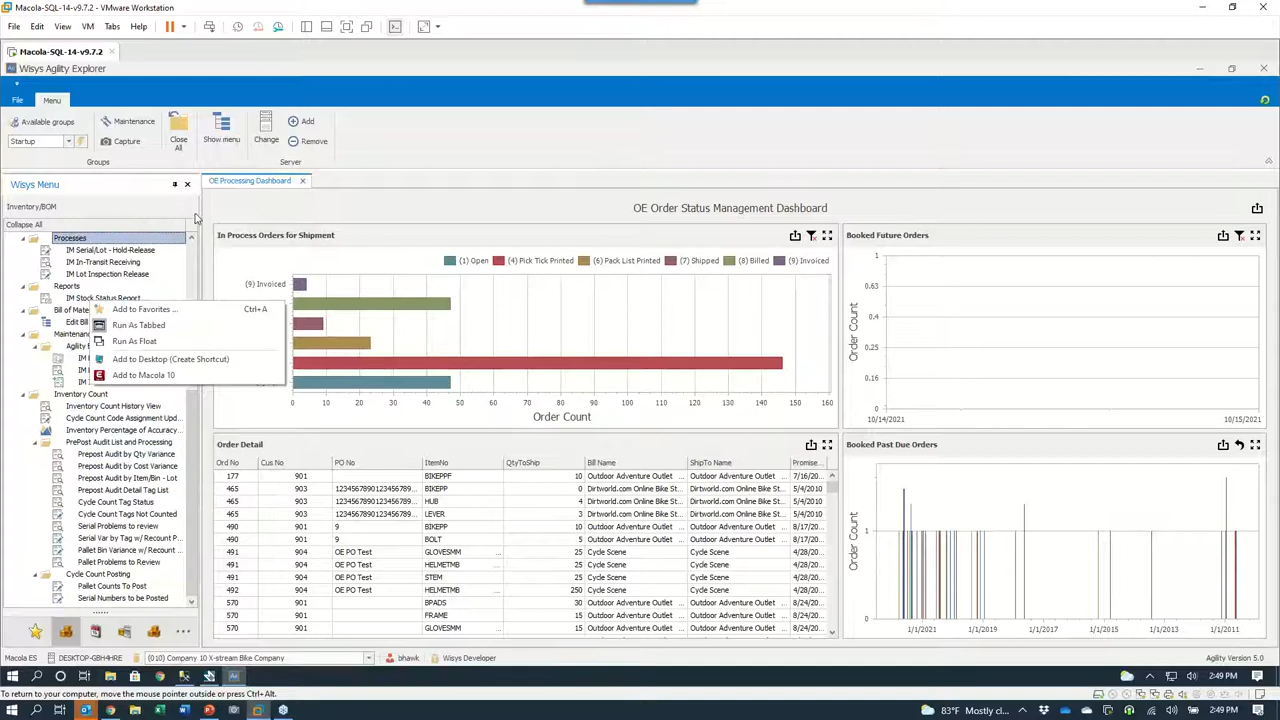 Macola-SQL-14-v9.7.2 - VMware Workstation
File Edit View VM Tabs Help
Macola-SQL-14-v9.7.2
Wisys Agility Explorer
File Menu
Available groups
Startup
Maintenance
Capture
Close All
Show menu
Change
Add
Remove
Groups
Server
Wisys Menu
Inventory/BOM
Collapse All
Processes
IM Serial/Lot - Hold-Release
IM In-Transit Receiving
IM Lot Inspection Release
Reports
IM Stock Status Report
Bill of Mate
Edit Bill
Maintenan
Agility
IM
IM
IM
Add to Favorites ... Ctrl+A
Run As Tabbed
Run As Float
Add to Desktop (Create Shortcut)
Add to Macola 10
Inventory Count
Inventory Count History View
Cycle Count Code Assignment Upd...
Inventory Percentage of Accuracy...
PrePost Audit List and Processing
Prepost Audit by Qty Variance
Prepost Audit by Cost Variance
Prepost Audit by Item/Bin - Lot
Prepost Audit Detail Tag List
Cycle Count Tag Status
Cycle Count Tags Not Counted
Serial Problems to review
Serial Var by Tag w/Recount P...
Pallet Bin Variance w/Recount ...
Pallet Problems to Review
Cycle Count Posting
Pallet Counts To Post
Serial Numbers to be Posted
OE Processing Dashboard
OE Order Status Management Dashboard
In Process Orders for Shipment
(1) Open (4) Pick Tick Printed (6) Pack List Printed (7) Shipped (8) Billed (9) Invoiced
(9) Invoiced
0 10 20 30 40 50 60 70 80 90 100 110 120 130 140 150 160
Order Count
Booked Future Orders
Order Count
1
0.63
0.4
0.25
0.16
0
10/14/2021 10/15/2021
Order Detail
Ord No Cus No PO No ItemNo QtyToShip Bill Name ShipTo Name Promise...
177 901 BIKEPPF 10 Outdoor Adventure Outlet ... Outdoor Adventure Outlet 7/16/20...
465 903 1234567890123456789... BIKEPP 0 Dirtworld.com Online Bike St... Dirtworld.com Online Bike St... 5/4/2010
465 903 1234567890123456789... HUB 4 Dirtworld.com Online Bike St... Dirtworld.com Online Bike St... 5/4/2010
465 903 1234567890123456789... LEVER 3 Dirtworld.com Online Bike St... Dirtworld.com Online Bike St... 5/4/2010
490 901 9 BIKEPP 10 Outdoor Adventure Outlet ... Outdoor Adventure Outlet 8/17/20...
490 901 9 BOLT 5 Outdoor Adventure Outlet ... Outdoor Adventure Outlet 8/17/20...
491 904 OE PO Test GLOVESMM ... 25 Cycle Scene Cycle Scene 4/28/20...
491 904 OE PO Test HELMETMB ... 25 Cycle Scene Cycle Scene 4/28/20...
491 904 OE PO Test STEM 25 Cycle Scene Cycle Scene 4/28/20...
492 904 OE PO Test HELMETMB ... 250 Cycle Scene Cycle Scene 4/28/20...
570 901 BPADS 30 Outdoor Adventure Outlet ... Outdoor Adventure Outlet 8/24/20...
570 901 FRAME 15 Outdoor Adventure Outlet ... Outdoor Adventure Outlet 8/24/20...
570 901 GLOVESMM ... 15 Outdoor Adventure Outlet ... Outdoor Adventure Outlet 8/24/20...
Booked Past Due Orders
Order Count
1
0
1/1/2021 1/1/2019 1/1/2017 1/1/2015 1/1/2013 1/1/2011
Macola ES DESKTOP-GBH4HRE (010) Company 10 X-stream Bike Company bhawk Wisys Developer Agility Version 5.0
2:49 PM
To return to your computer, move the mouse pointer outside or press Ctrl+Alt.
83°F Mostly cl... 2:49 PM